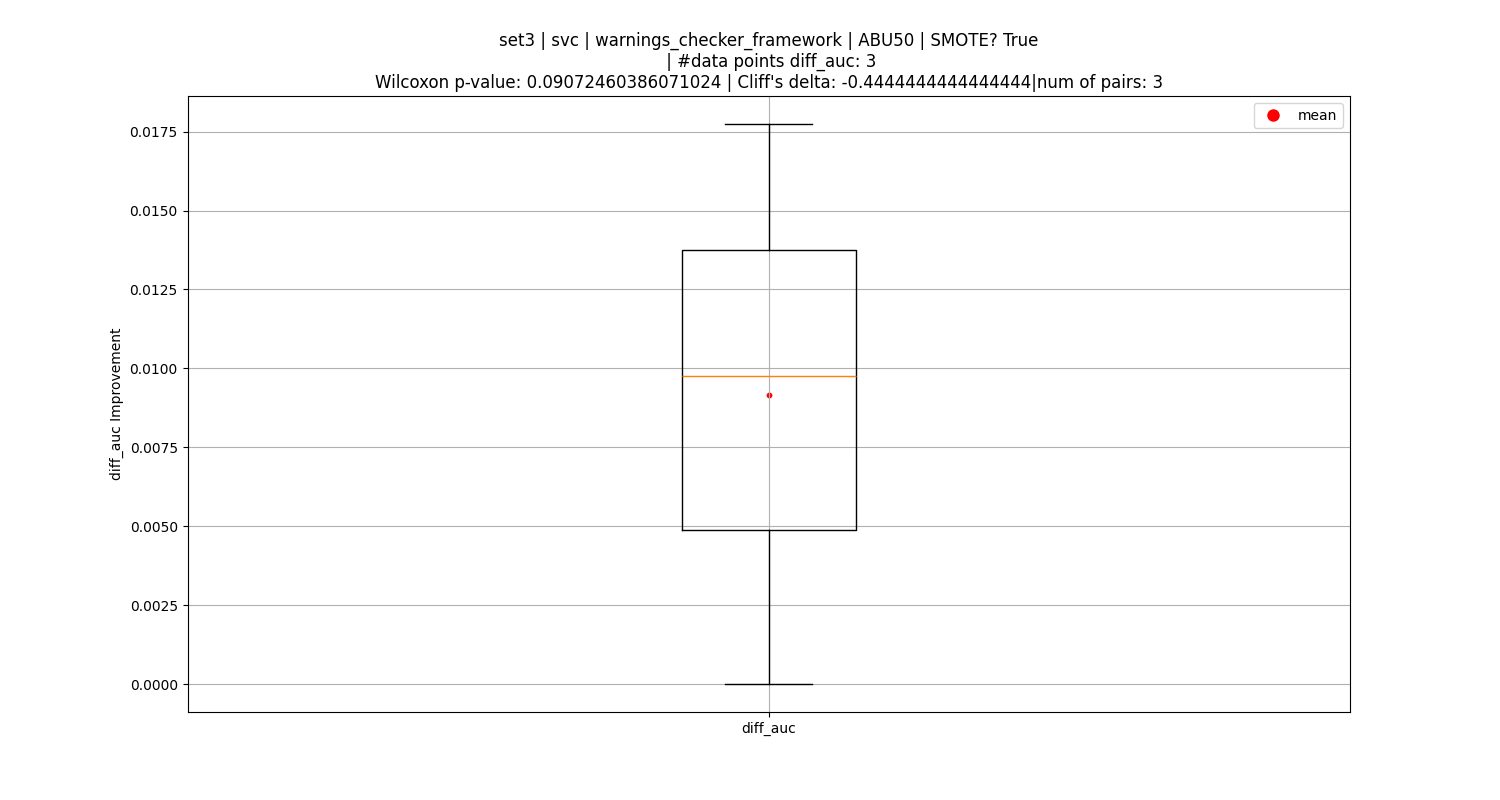 set3 | svc | warnings_checker_framework | ABU50 | SMOTE? True
| #data points diff_auc: 3
Wilcoxon p-value: 0.09072460386071024 | Cliff's delta: -0.4444444444444444|num of pairs: 3
mean
0.0175
0.0150
0.0125
0.0100
0.0075
0.0050
0.0025
0.0000
diff_auc Improvement
diff_auc